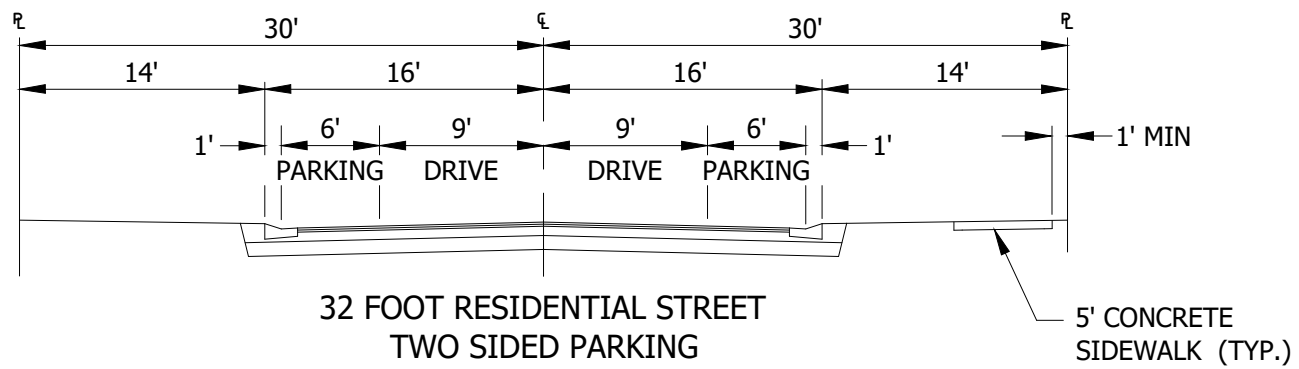 ℄ ℄ ℄
30' 30'
14' 16' 16' 14'
1' 6' 9' 9' 6' 1' 1' MIN
PARKING DRIVE DRIVE PARKING
32 FOOT RESIDENTIAL STREET
TWO SIDED PARKING
5' CONCRETE
SIDEWALK (TYP.)